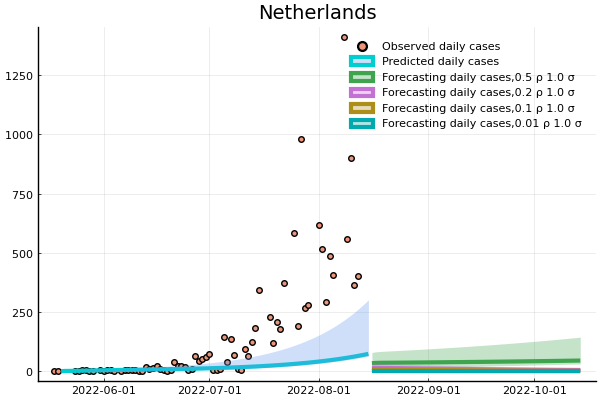 Netherlands
Observed daily cases
Predicted daily cases
Forecasting daily cases,0.5 ρ 1.0 σ
Forecasting daily cases,0.2 ρ 1.0 σ
Forecasting daily cases,0.1 ρ 1.0 σ
Forecasting daily cases,0.01 ρ 1.0 σ
1250
1000
750
500
250
0
2022-06-01 2022-07-01 2022-08-01 2022-09-01 2022-10-01